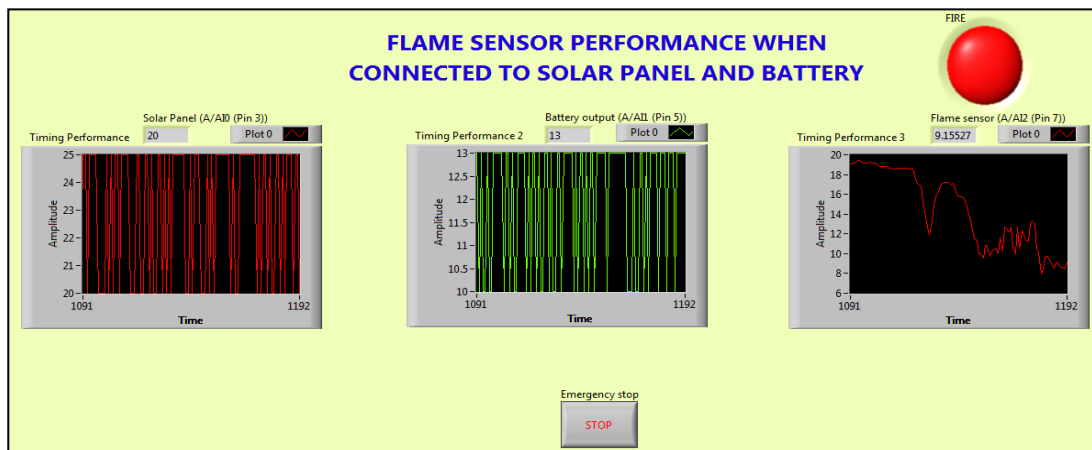 FIRE
FLAME SENSOR PERFORMANCE WHEN
CONNECTED TO SOLAR PANEL AND BATTERY
Solar Panel (A/AI0 (Pin 3))
Timing Performance 20 Plot 0
25
24
23
22
21
20
Amplitude
1091 1192
Time
Battery output (A/AI1 (Pin 5))
Timing Performance 2 13 Plot 0
13
12.5
12
11.5
11
10.5
10
Amplitude
1091 1192
Time
Flame sensor (A/AI2 (Pin 7))
Timing Performance 3 9.15527 Plot 0
20
18
16
14
12
10
8
6
Amplitude
1091 1192
Time
Emergency stop
STOP